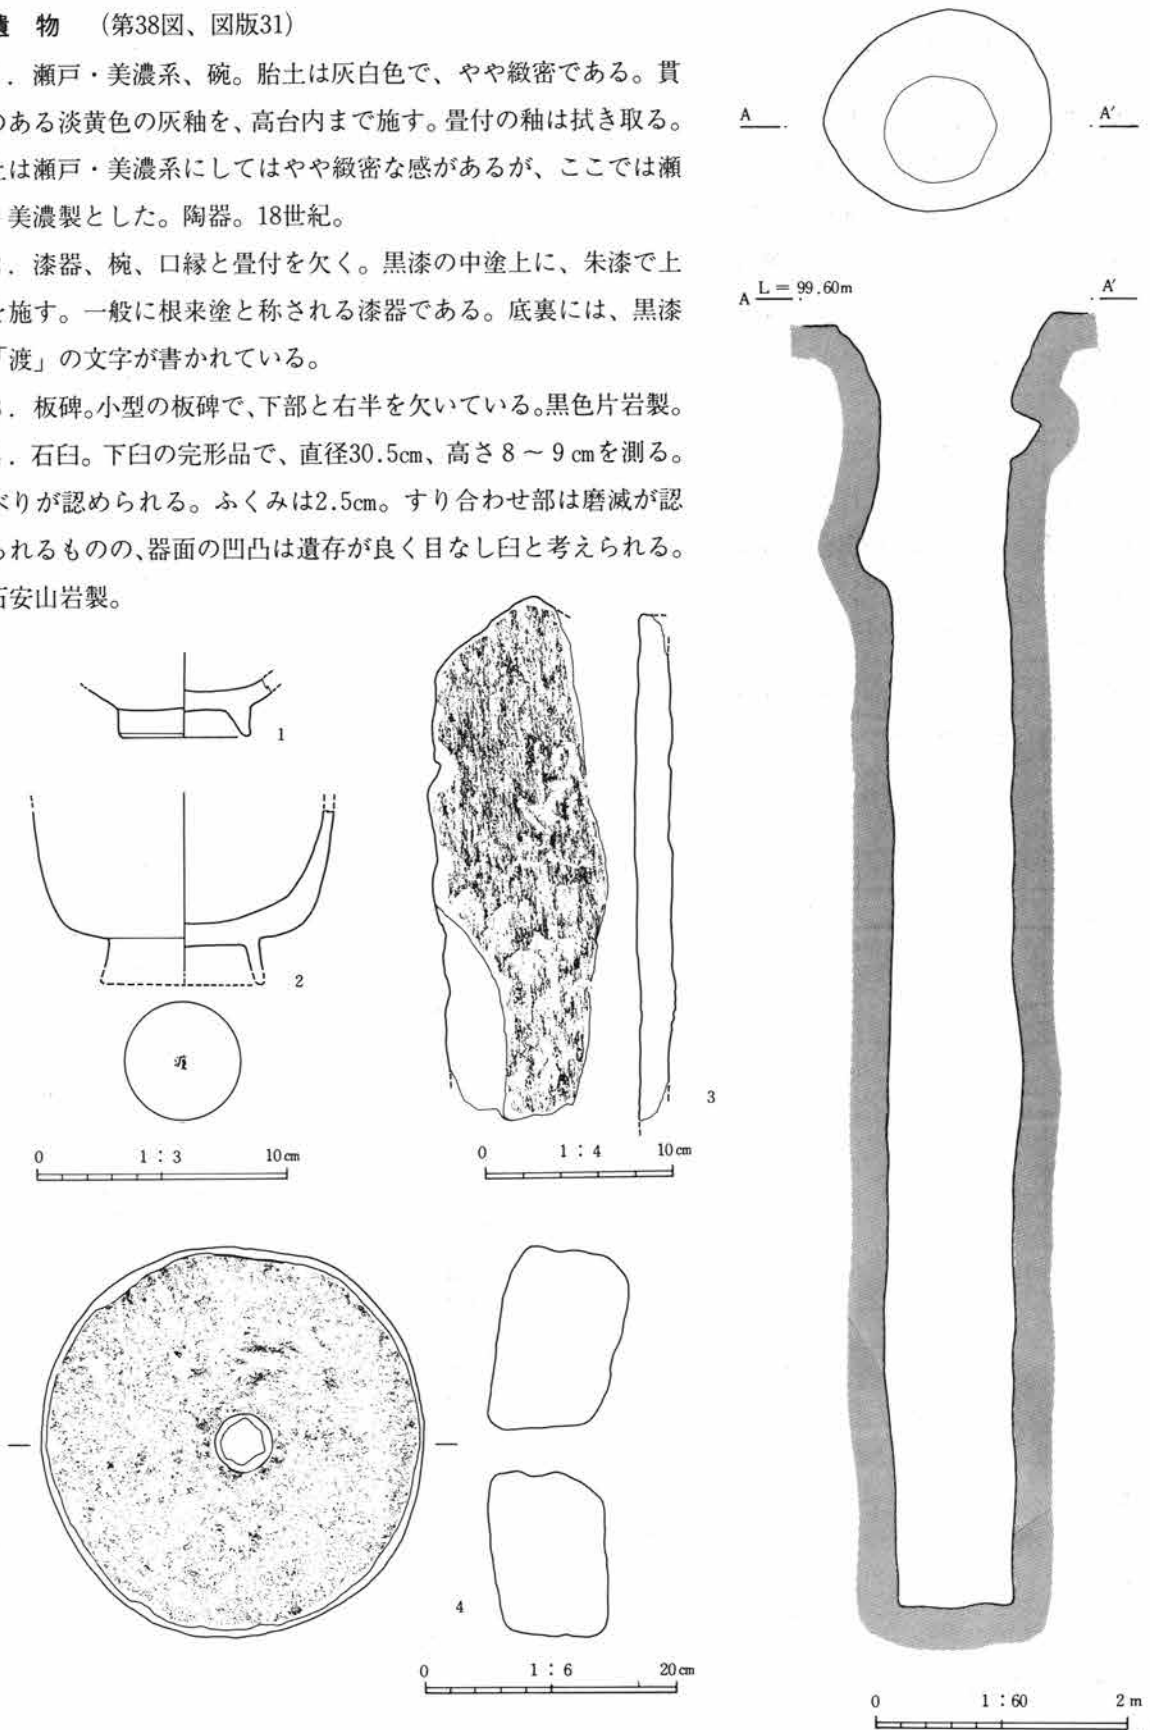 物　(第38図、図版31)
．瀬戸・美濃系、碗。胎土は灰白色で、やや緻密である。貫
のある淡黄色の灰釉を、高台内まで施す。畳付の釉は拭き取る。
土は瀬戸・美濃系にしてはやや緻密な感があるが、ここでは瀬
美濃製とした。陶器。18世紀。
．漆器、椀、口縁と畳付を欠く。黒漆の中塗上に、朱漆で上
を施す。一般に根来塗と称される漆器である。底裏には、黒漆
「渡」の文字が書かれている。
．板碑。小型の板碑で、下部と右半を欠いている。黒色片岩製。
．石臼。下臼の完形品で、直径30.5cm、高さ8～9cmを測る。
べりが認められる。ふくみは2.5cm。すり合わせ部は磨滅が認
られるものの、器面の凹凸は遺存が良く目なし臼と考えられる。
石安山岩製。
A A′
A L＝99.60m A′
1
2
3
0 1：3 10cm
0 1：4 10cm
4
0 1：6 20cm
0 1：60 2m